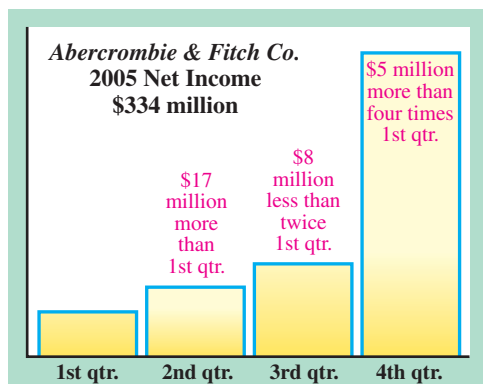 Abercrombie & Fitch Co.
2005 Net Income
$334 million
$17
million
more
than
1st qtr.
$8
million
less than
twice
1st qtr.
$5 million
more than
four times
1st qtr.
1st qtr.
2nd qtr.
3rd qtr.
4th qtr.